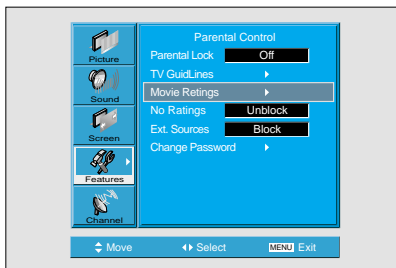 Parental Control
Picture
Parental Lock Off
TV GuidLines
Sound
Movie Retings
No Ratings Unblock
Screen
Ext. Sources Block
Change Password
Features
Channel
Move Select MENU Exit